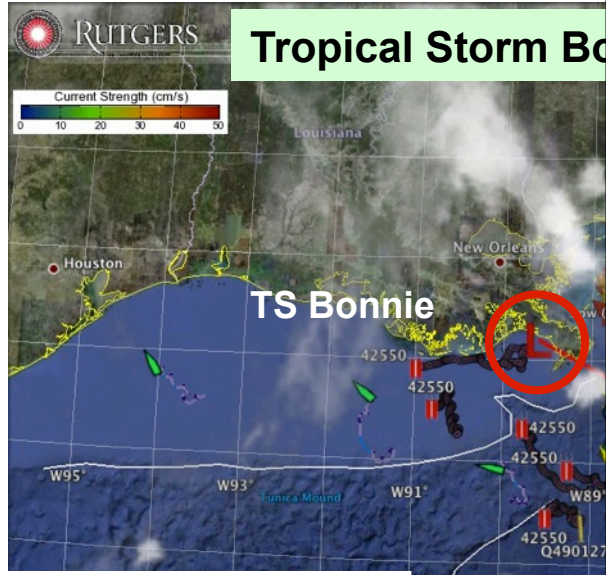 RUTGERS
Tropical Storm Bo
Current Strength (cm/s)
0 10 20 30 40 50
Louisiana
New Orleans
Houston
TS Bonnie
42550
42550
42550
42550
W95°
W93°
W91°
W89°
Tunica Mound
42550
Q490127
L